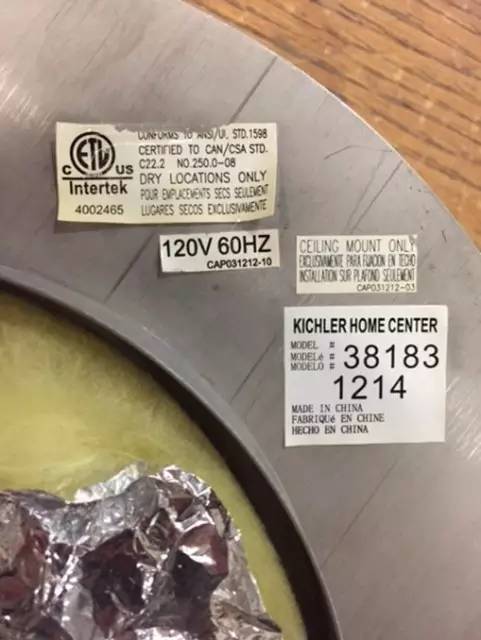 CONFORMS TO ANSI/UL STD.1598
CERTIFIED TO CAN/CSA STD.
C22.2 NO.250.0-08
DRY LOCATIONS ONLY
POUR EMPLACEMENTS SECS SEULEMENT
LUGARES SECOS EXCLUSIVAMENTE
C ETL US
Intertek
4002465
120V 60HZ
CAP031212-10
CEILING MOUNT ONLY
EXCLUSIVAMENTE PARA FIJACION EN TECHO
INSTALLATION SUR PLAFOND SEULEMENT
CAP031212-03
KICHLER HOME CENTER
MODEL #
MODELé # 38183
MODELO #
1214
MADE IN CHINA
FABRIQUé EN CHINE
HECHO EN CHINA